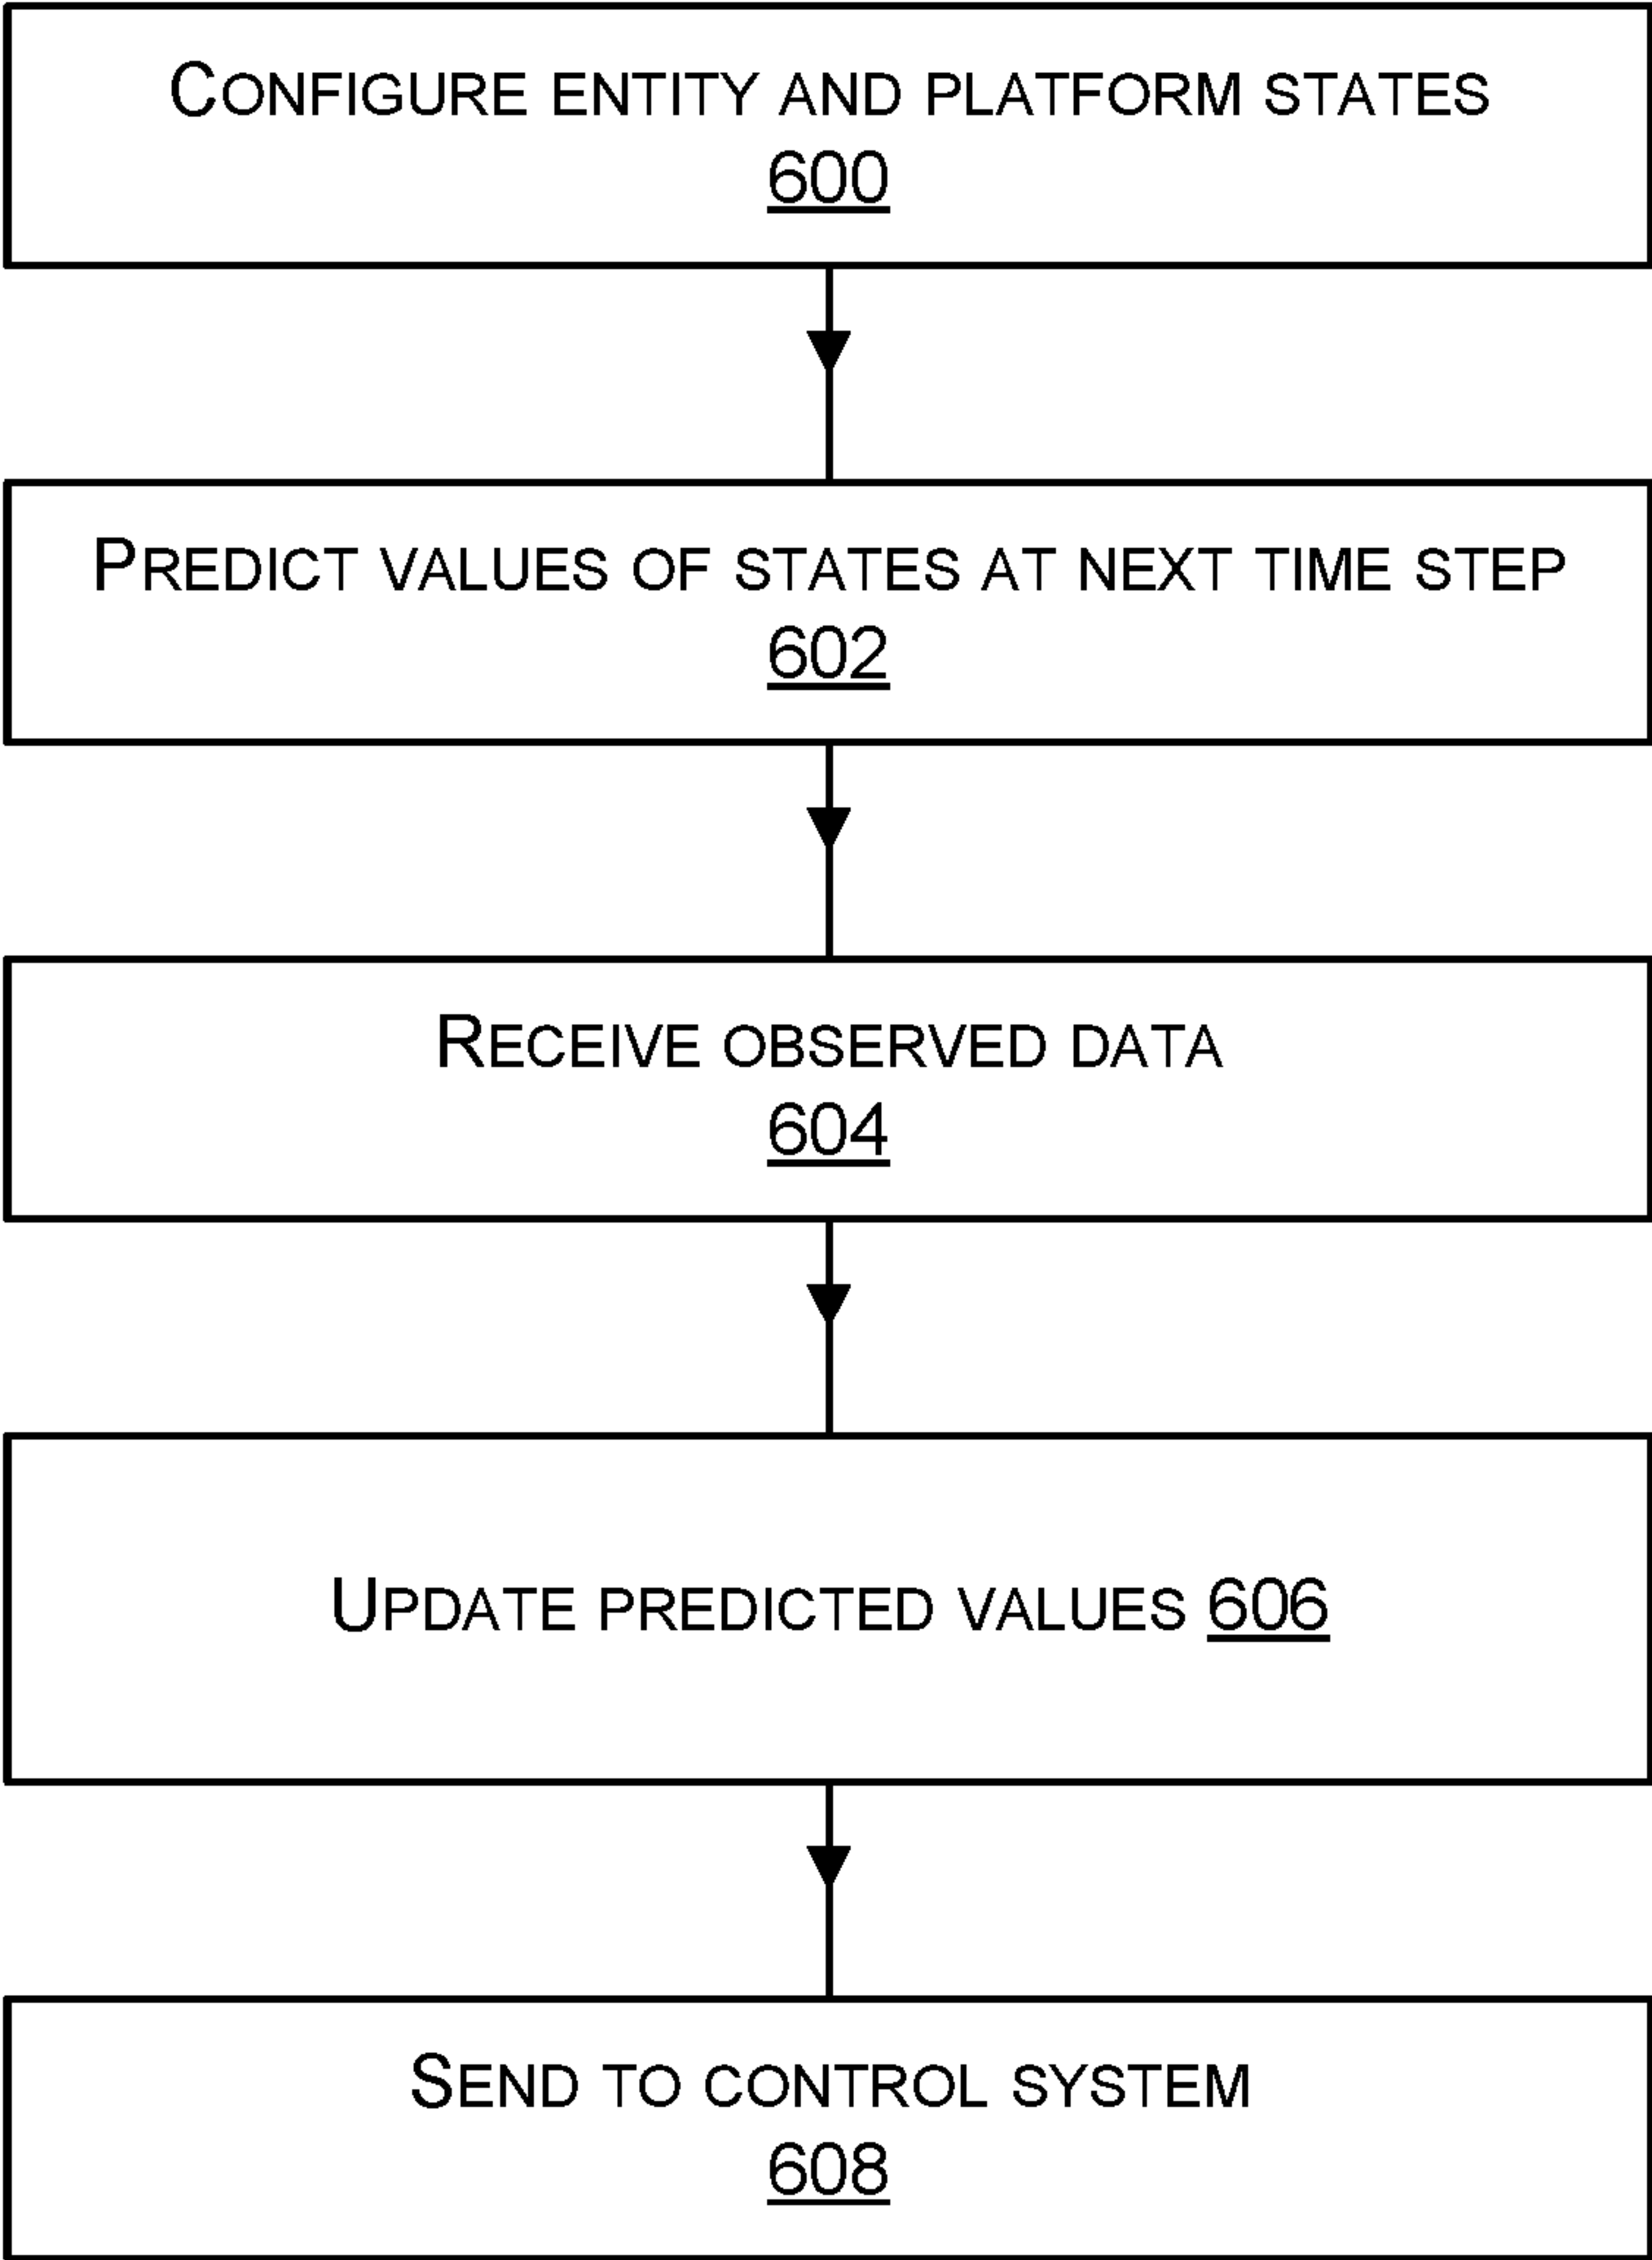 Configure entity and platform states
600
Predict values of states at next time step
602
Receive observed data
604
Update predicted values 606
Send to control system
608